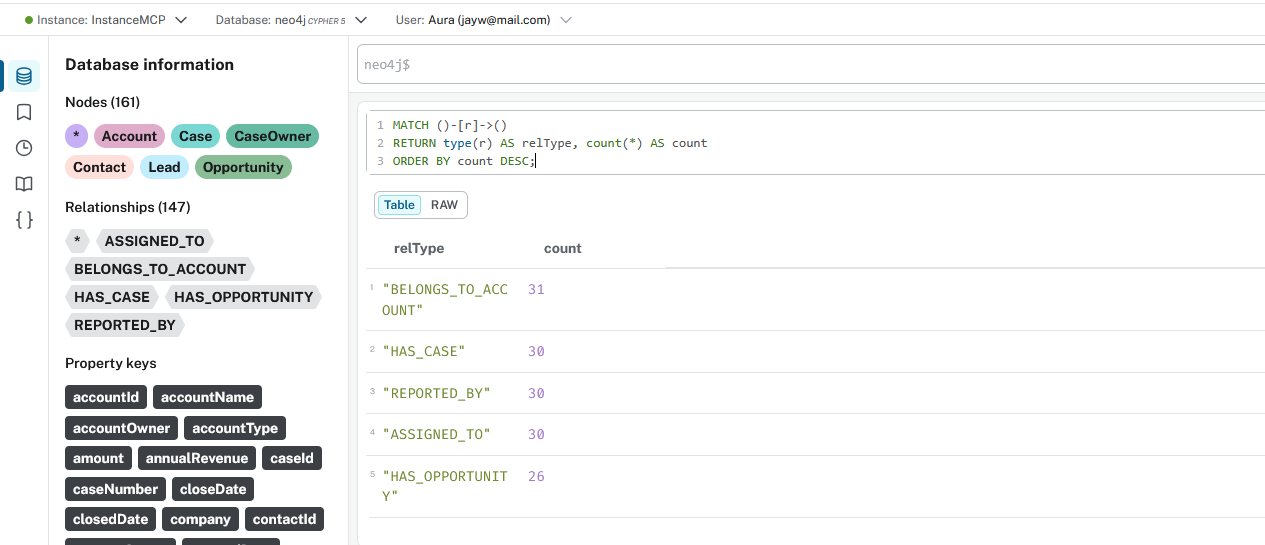 Instance: InstanceMCP Database: neo4j CYPHER 5 User: Aura (jayw@mail.com)
Database information
Nodes (161)
* Account Case CaseOwner
Contact Lead Opportunity
Relationships (147)
* ASSIGNED_TO
BELONGS_TO_ACCOUNT
HAS_CASE HAS_OPPORTUNITY
REPORTED_BY
Property keys
accountId accountName
accountOwner accountType
amount annualRevenue caseId
caseNumber closeDate
closedDate company contactId
neo4j$
1 MATCH ()-[r]->()
2 RETURN type(r) AS relType, count(*) AS count
3 ORDER BY count DESC;
Table RAW
relType count
1 "BELONGS_TO_ACC 31
OUNT"
2 "HAS_CASE" 30
3 "REPORTED_BY" 30
4 "ASSIGNED_TO" 30
5 "HAS_OPPORTUNIT 26
Y"